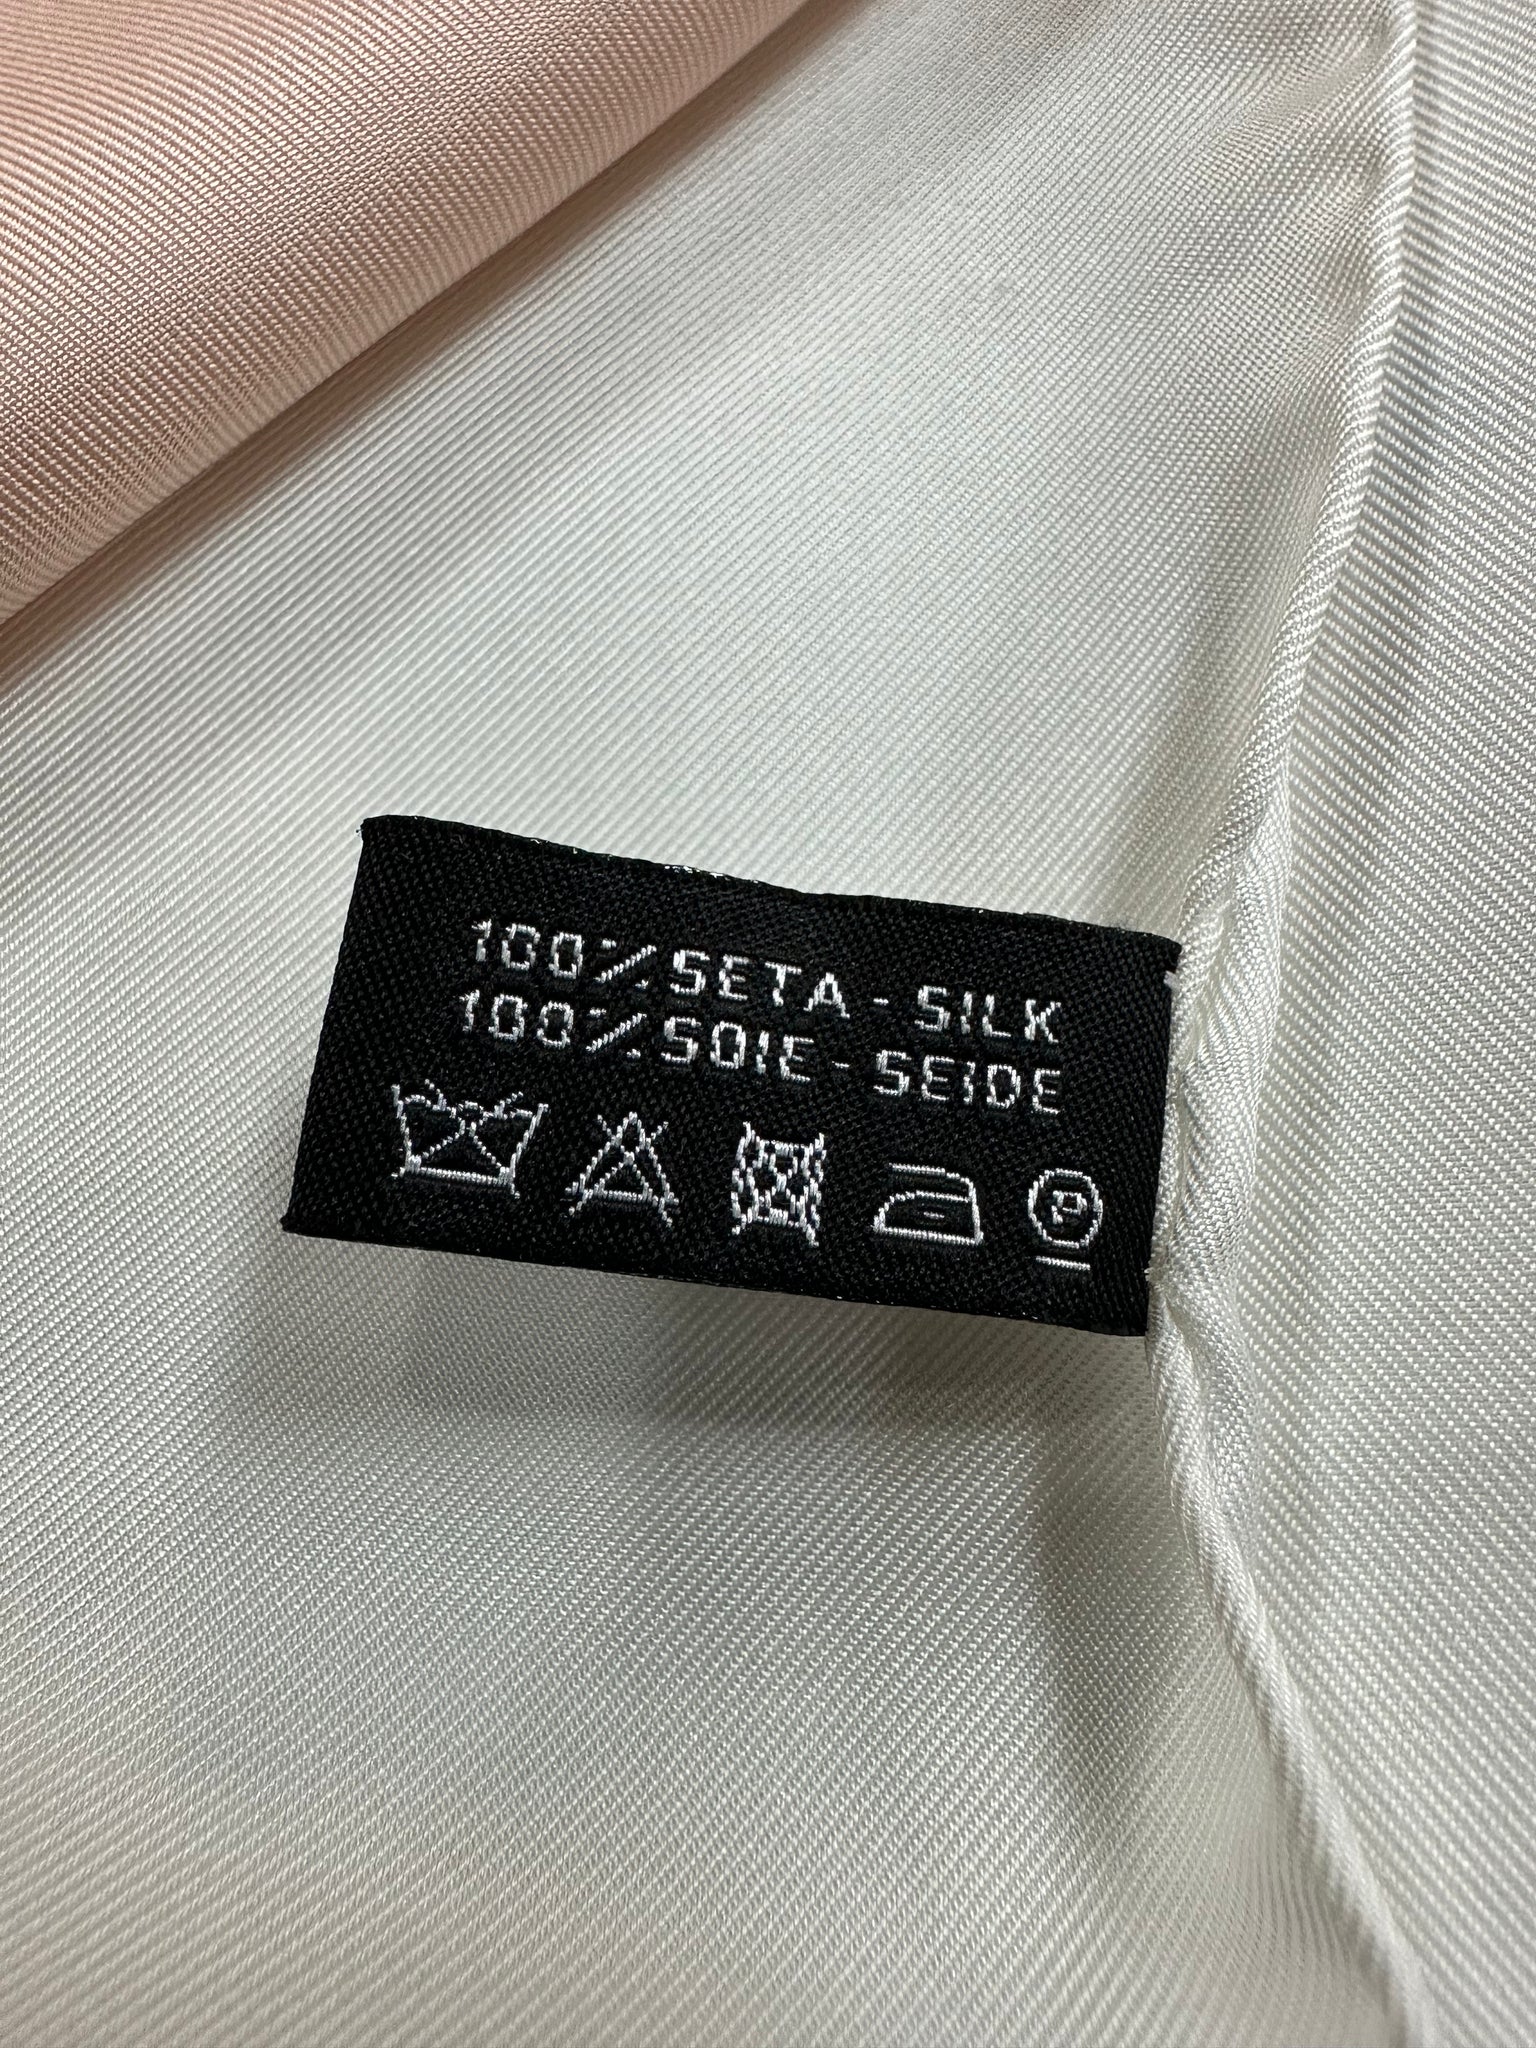 100% SETA - SILK
100% SOIE - SEIDE
P